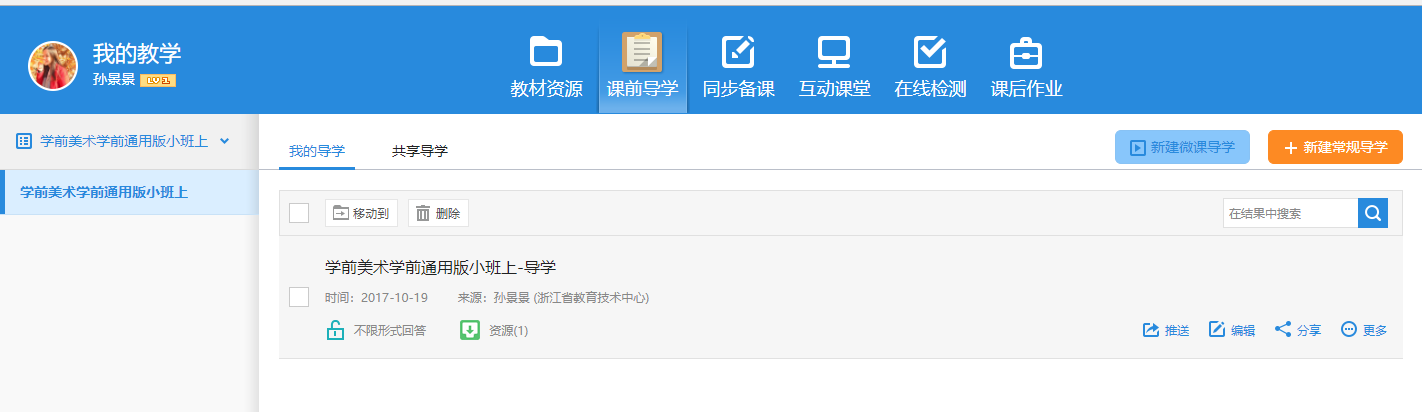 我的教学
孙景景 LV1
教材资源 课前导学 同步备课 互动课堂 在线检测 课后作业
学前美术学前通用版小班上
学前美术学前通用版小班上
我的导学 共享导学 新建微课导学 新建常规导学
移动到 删除 在结果中搜索
学前美术学前通用版小班上-导学
时间：2017-10-19 来源：孙景景 (浙江省教育技术中心)
不限形式回答 资源(1) 推送 编辑 分享 更多